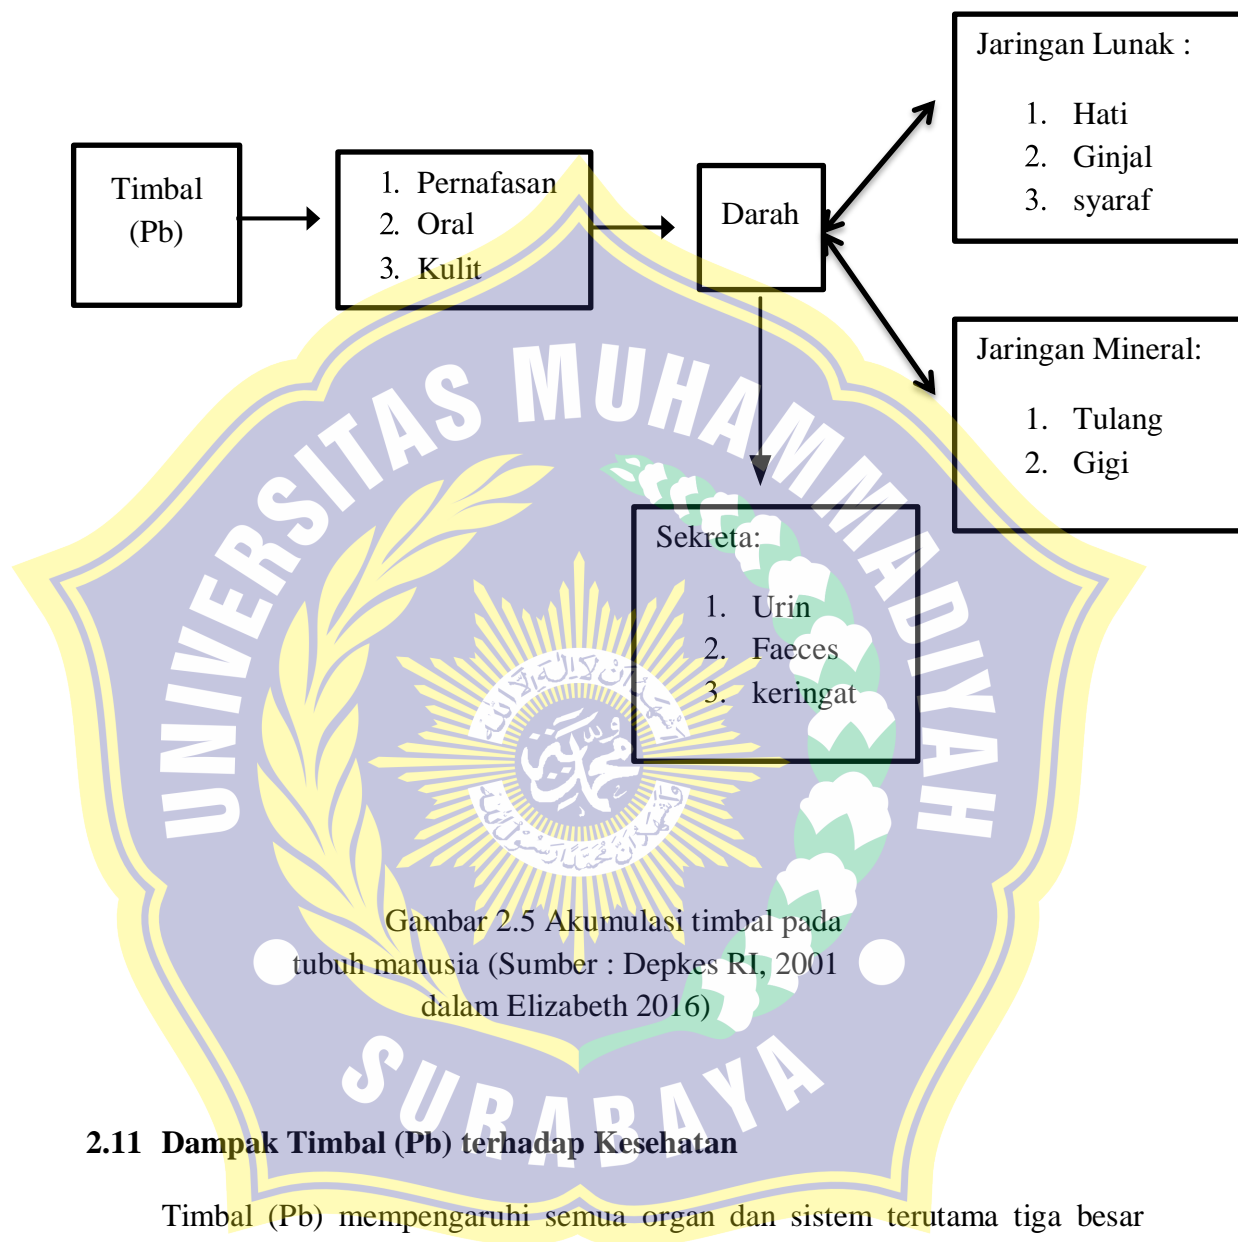 Jaringan Lunak :
1. Hati
2. Ginjal
3. syaraf
Timbal
(Pb)
1. Pernafasan
2. Oral
3. Kulit
Darah
Jaringan Mineral:
1. Tulang
2. Gigi
Sekreta:
1. Urin
2. Faeces
3. keringat
UNIVERSITAS MUHAMMADIYAH
SURABAYA
Gambar 2.5 Akumulasi timbal pada
tubuh manusia (Sumber : Depkes RI, 2001
dalam Elizabeth 2016)
2.11 Dampak Timbal (Pb) terhadap Kesehatan
Timbal (Pb) mempengaruhi semua organ dan sistem terutama tiga besar